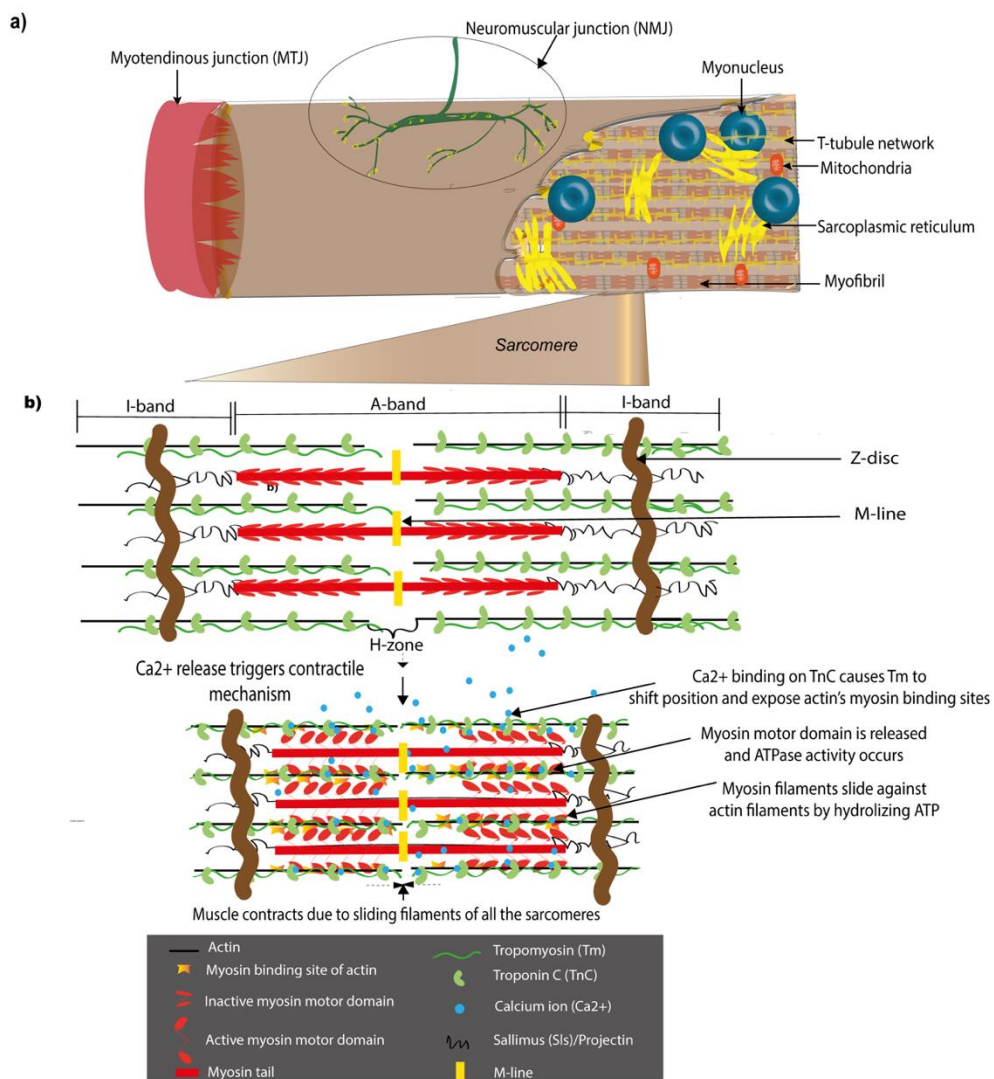 a)
Neuromuscular junction (NMJ)
Myotendinous junction (MTJ)
Myonucleus
T-tubule network
Mitochondria
Sarcoplasmic reticulum
Myofibril
Sarcomere
b)
I-band
A-band
I-band
Z-disc
b)
M-line
H-zone
Ca2+ release triggers contractile
mechanism
Ca2+ binding on TnC causes Tm to
shift position and expose actin's myosin binding sites
Myosin motor domain is released
and ATPase activity occurs
Myosin filaments slide against
actin filaments by hydrolizing ATP
Muscle contracts due to sliding filaments of all the sarcomeres
Actin
Myosin binding site of actin
Inactive myosin motor domain
Active myosin motor domain
Myosin tail
Tropomyosin (Tm)
Troponin C (TnC)
Calcium ion (Ca2+)
Sallimus (Sls)/Projectin
M-line